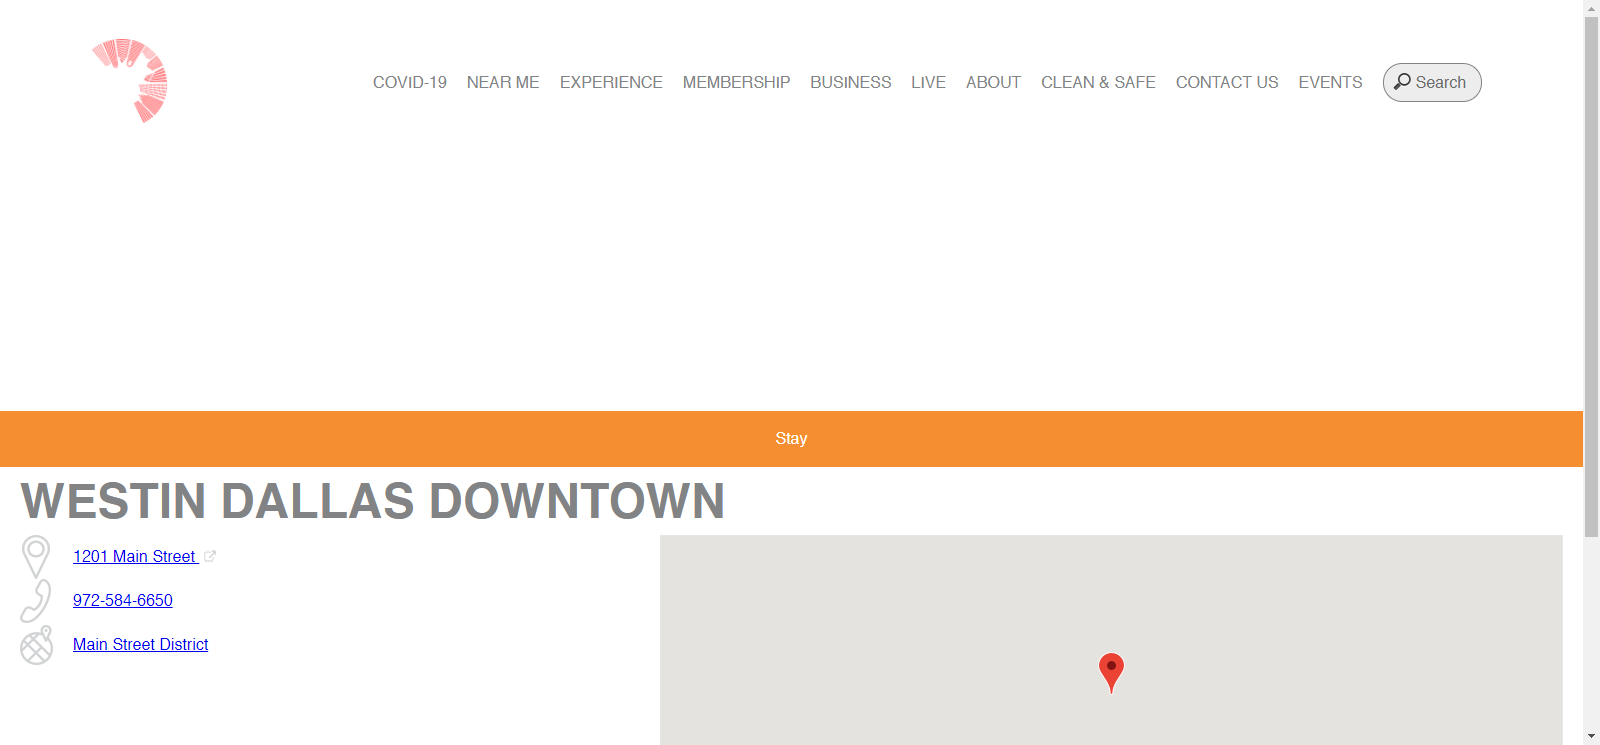 COVID-19 NEAR ME EXPERIENCE MEMBERSHIP BUSINESS LIVE ABOUT CLEAN & SAFE CONTACT US EVENTS Search
Stay
WESTIN DALLAS DOWNTOWN
1201 Main Street
972-584-6650
Main Street District